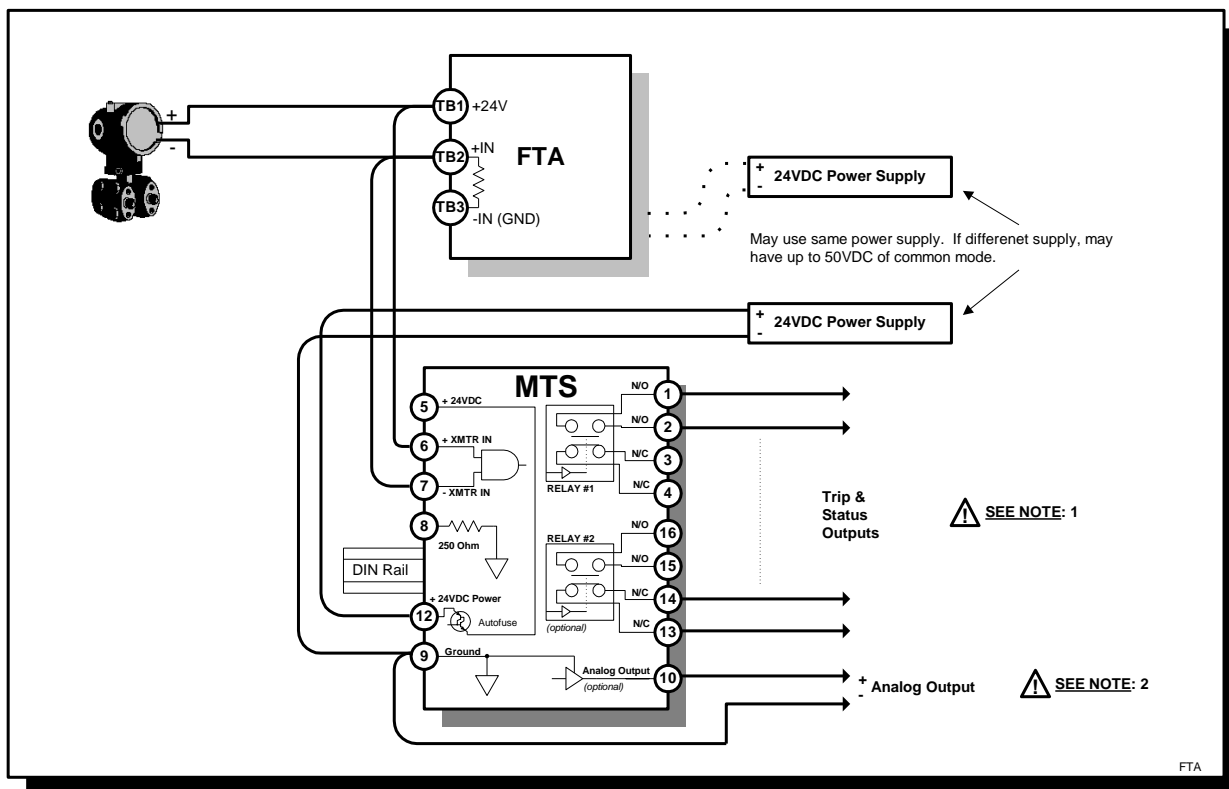 +
-
TB1 +24V
TB2 +IN
FTA
TB3
-IN (GND)
+
-
24VDC Power Supply
May use same power supply. If differenet supply, may
have up to 50VDC of common mode.
+
-
24VDC Power Supply
MTS
5 + 24VDC
6 + XMTR IN
7 - XMTR IN
8
250 Ohm
DIN Rail
+ 24VDC Power
12
Autofuse
9 Ground
N/O 1
N/O 2
N/C 3
N/C 4
RELAY #1
N/O 16
RELAY #2
N/O 15
N/C 14
N/C 13
(optional)
Analog Output 10
(optional)
Trip &
Status
Outputs
! SEE NOTE: 1
+
-
Analog Output
! SEE NOTE: 2
FTA